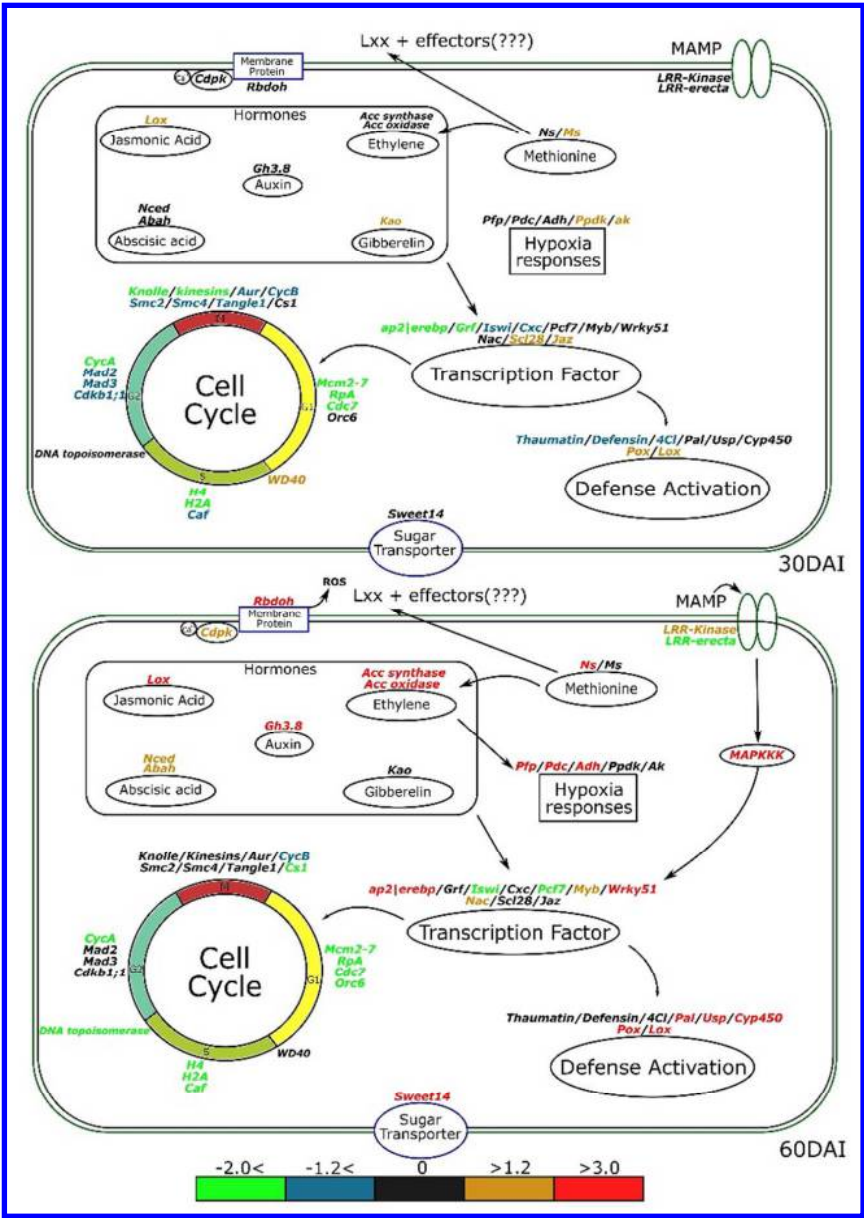 Lxx + effectors(???)
MAMP
Membrane
Protein
Ca
Cdpk
Rbdoh
LRR-Kinase
LRR-erecta
Hormones
Lox
Jasmonic Acid
Acc synthase
Acc oxidase
Ethylene
Ns/Ms
Methionine
Gh3.8
Auxin
Nced
Abah
Abscisic acid
Kao
Gibberelin
Pfp/Pdc/Adh/Ppdk/ak
Hypoxia
responses
Knolle/kinesins/Aur/CycB
Smc2/Smc4/Tangle1/Cs1
ap2|erebp/Grf/Iswi/Cxc/Pcf7/Myb/Wrky51
Nac/Scl28/Jaz
Transcription Factor
CycA
Mad2
Mad3
Cdkb1;1
G2
Cell
Cycle
G1
Mcm2-7
RpA
Cdc7
Orc6
DNA topoisomerase
S
WD40
H4
H2A
Caf
Thaumatin/Defensin/4Cl/Pal/Usp/Cyp450
Pox/Lox
Defense Activation
Sweet14
Sugar
Transporter
30DAI
ROS
Lxx + effectors(???)
MAMP
Rbdoh
Membrane
Protein
Ca
Cdpk
LRR-Kinase
LRR-erecta
Hormones
Lox
Jasmonic Acid
Acc synthase
Acc oxidase
Ethylene
Ns/Ms
Methionine
Gh3.8
Auxin
MAPKKK
Nced
Abah
Abscisic acid
Kao
Gibberelin
Pfp/Pdc/Adh/Ppdk/Ak
Hypoxia
responses
Knolle/Kinesins/Aur/CycB
Smc2/Smc4/Tangle1/Cs1
ap2|erebp/Grf/Iswi/Cxc/Pcf7/Myb/Wrky51
Nac/Scl28/Jaz
Transcription Factor
CycA
Mad2
Mad3
Cdkb1;1
G2
Cell
Cycle
G1
Mcm2-7
RpA
Cdc7
Orc6
DNA topoisomerase
S
WD40
H4
H2A
Caf
Thaumatin/Defensin/4Cl/Pal/Usp/Cyp450
Pox/Lox
Defense Activation
Sweet14
Sugar
Transporter
60DAI
-2.0< -1.2< 0 >1.2 >3.0